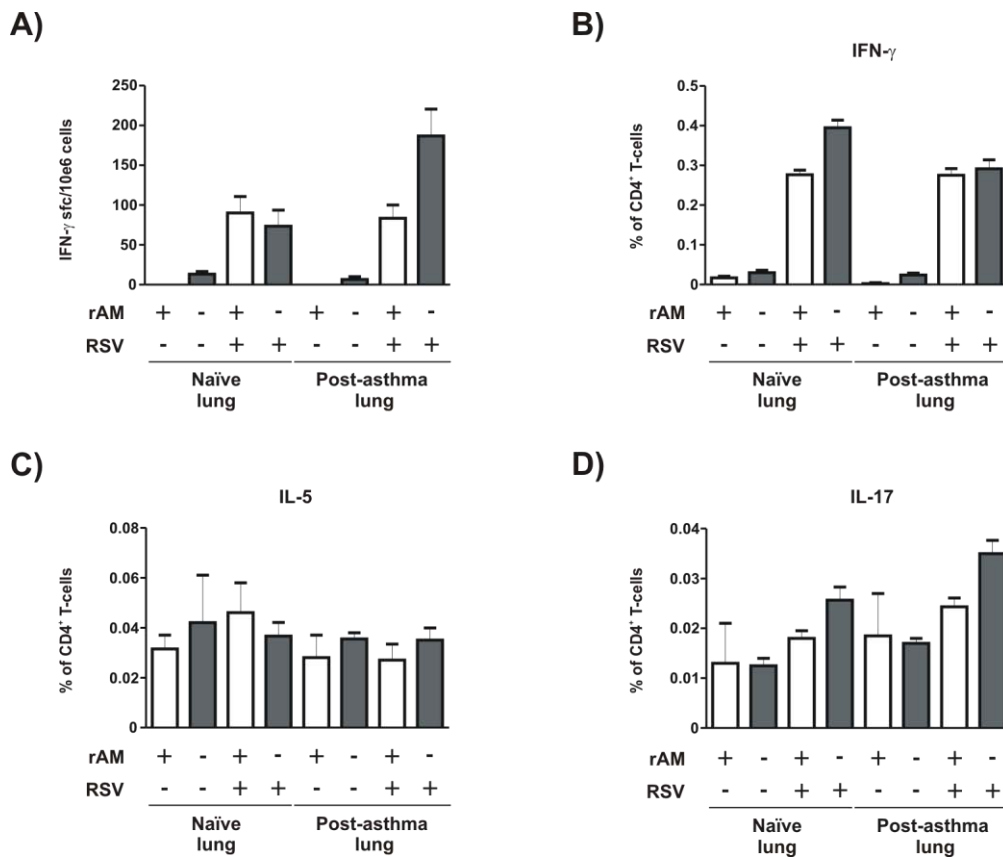 A)
IFN-γ sfc/10e6 cells
250
200
150
100
50
0
rAM + - + - + - + -
RSV - - + + - - + +
Naïve lung
Post-asthma lung
B)
IFN-γ
% of CD4⁺ T-cells
0.5
0.4
0.3
0.2
0.1
0
rAM + - + - + - + -
RSV - - + + - - + +
Naïve lung
Post-asthma lung
C)
IL-5
% of CD4⁺ T-cells
0.08
0.06
0.04
0.02
0
rAM + - + - + - + -
RSV - - + + - - + +
Naïve lung
Post-asthma lung
D)
IL-17
% of CD4⁺ T-cells
0.04
0.03
0.02
0.01
0
rAM + - + - + - + -
RSV - - + + - - + +
Naïve lung
Post-asthma lung